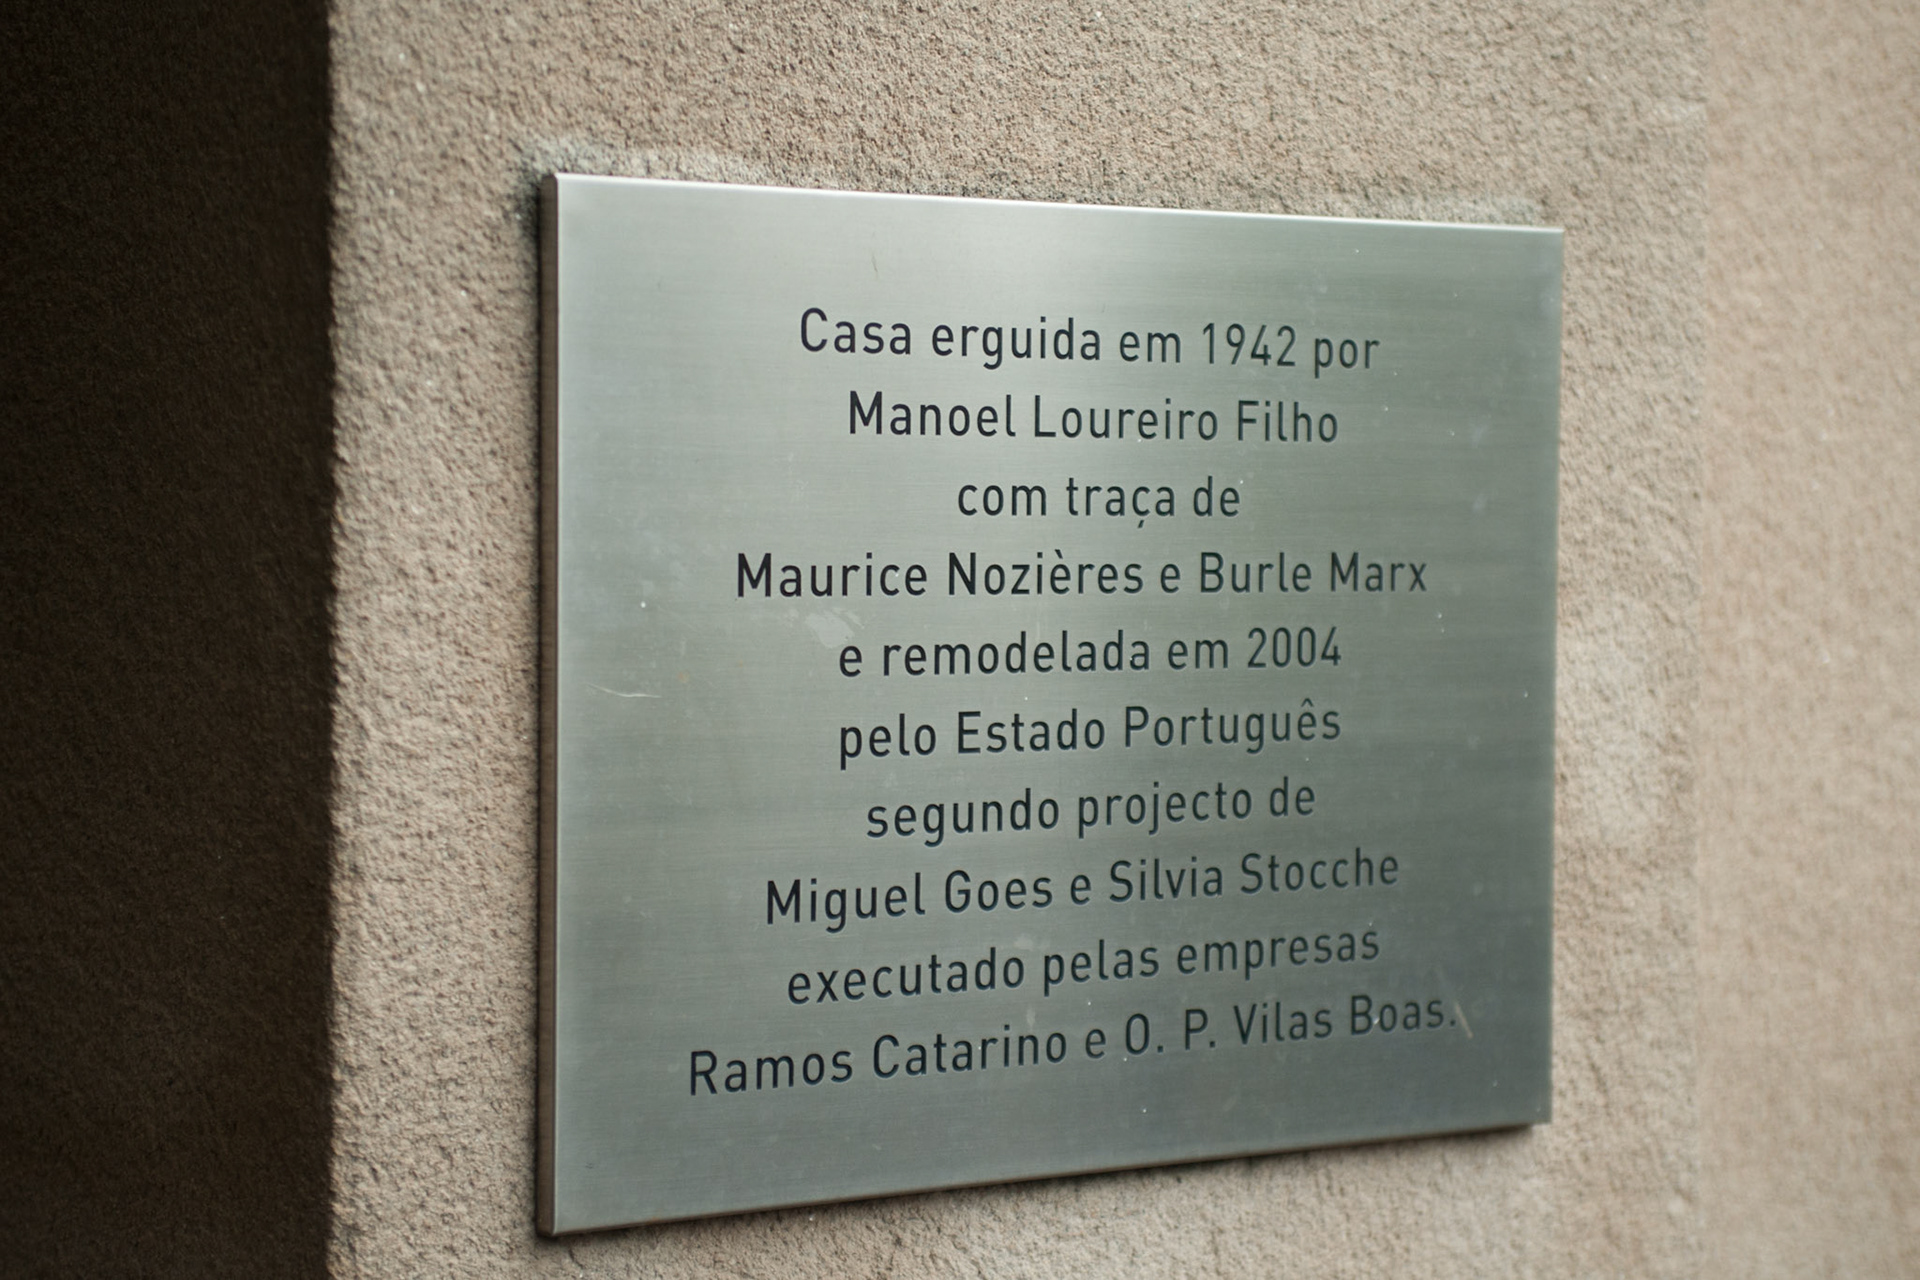 Casa erguida em 1942 por
Manoel Loureiro Filho
com traça de
Maurice Nozières e Burle Marx
e remodelada em 2004
pelo Estado Português
segundo projecto de
Miguel Goes e Silvia Stocche
executado pelas empresas
Ramos Catarino e O. P. Vilas Boas.